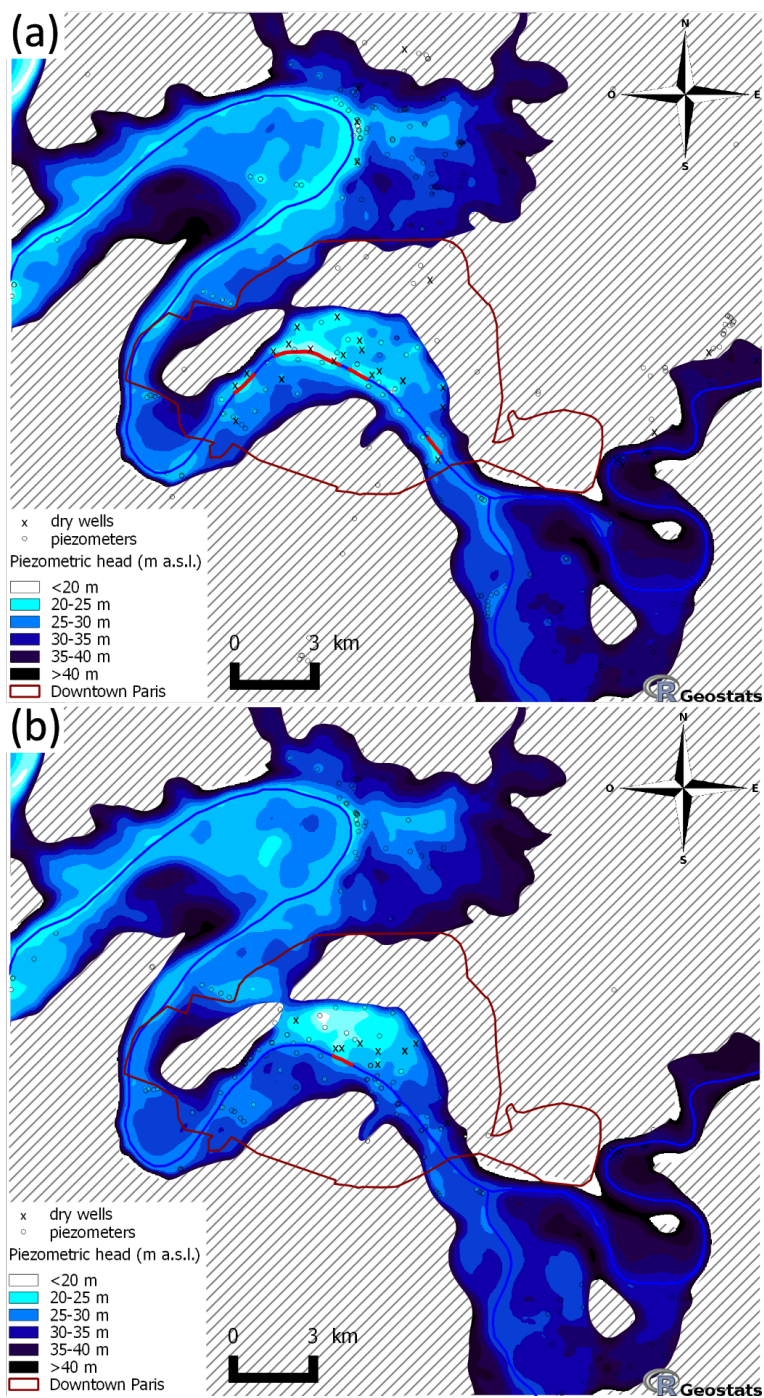 (a)
N
O
E
S
x dry wells
○ piezometers
Piezometric head (m a.s.l.)
<20 m
20-25 m
25-30 m
30-35 m
35-40 m
>40 m
Downtown Paris
0 3 km
R Geostats
(b)
N
O
E
S
x dry wells
○ piezometers
Piezometric head (m a.s.l.)
<20 m
20-25 m
25-30 m
30-35 m
35-40 m
>40 m
Downtown Paris
0 3 km
R Geostats